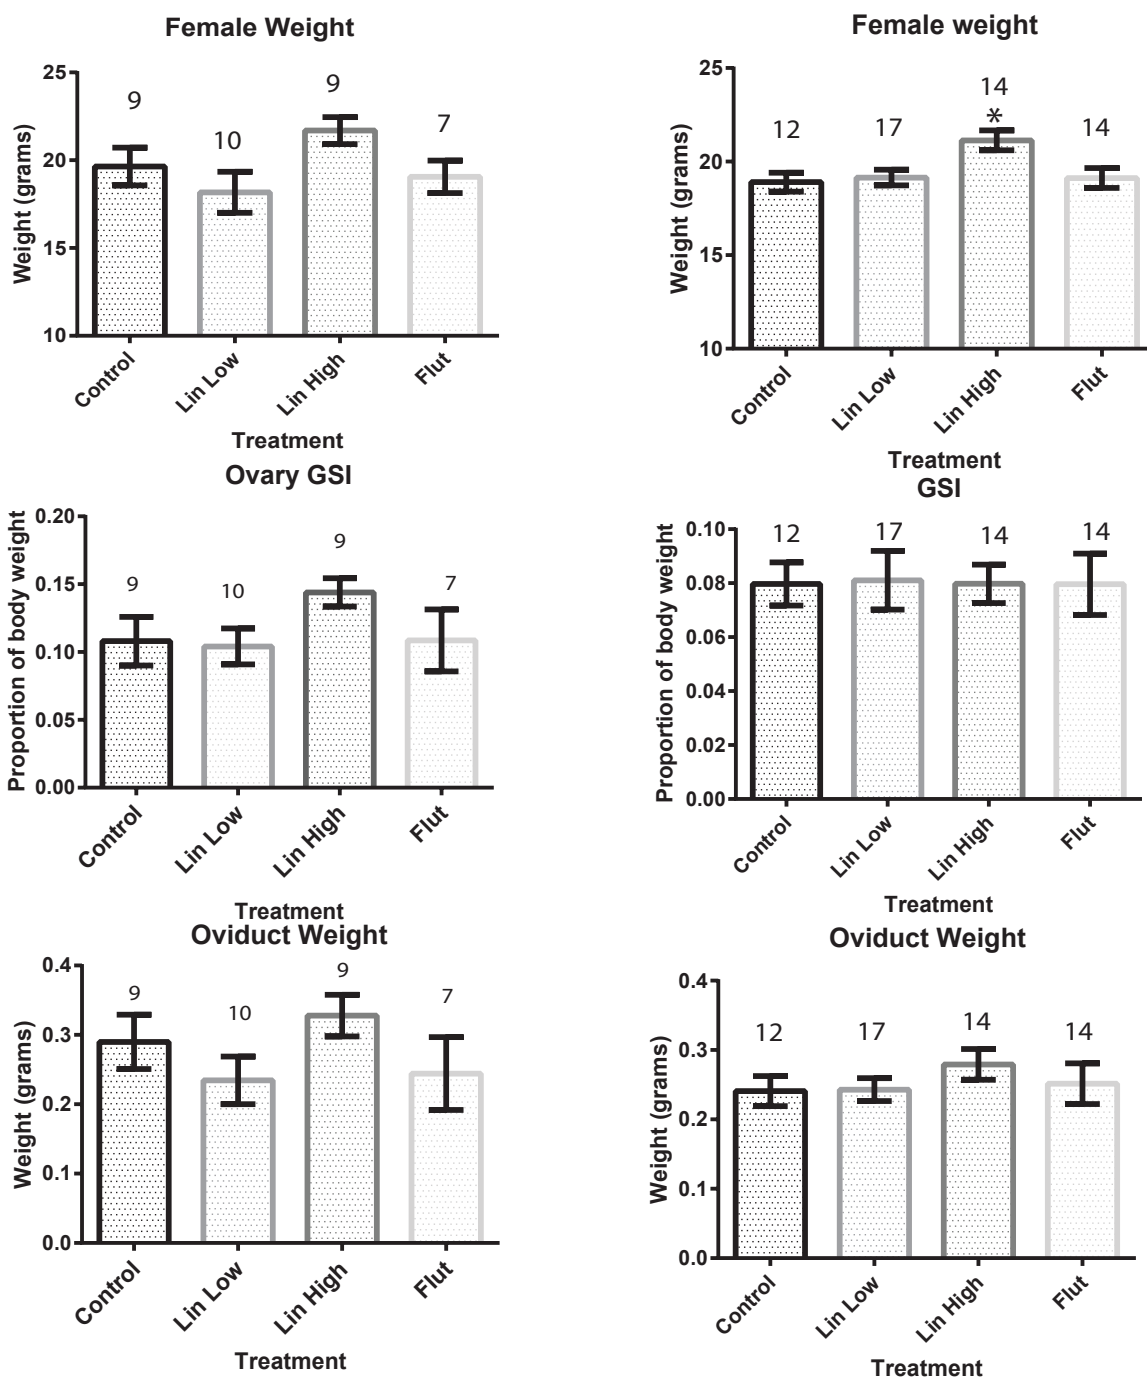 Female Weight
Weight (grams)
25
20
15
10
9
10
9
7
Control
Lin Low
Lin High
Flut
Treatment
Female weight
Weight (grams)
25
20
15
10
12
17
14
*
14
Control
Lin Low
Lin High
Flut
Treatment
Ovary GSI
Proportion of body weight
0.20
0.15
0.10
0.05
0.00
9
10
9
7
Control
Lin Low
Lin High
Flut
Treatment
GSI
Proportion of body weight
0.10
0.08
0.06
0.04
0.02
0.00
12
17
14
14
Control
Lin Low
Lin High
Flut
Treatment
Oviduct Weight
Weight (grams)
0.4
0.3
0.2
0.1
0.0
9
10
9
7
Control
Lin Low
Lin High
Flut
Treatment
Oviduct Weight
Weight (grams)
0.4
0.3
0.2
0.1
0.0
12
17
14
14
Control
Lin Low
Lin High
Flut
Treatment